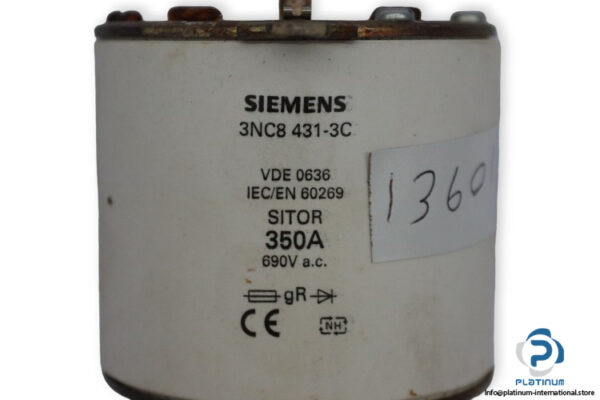 SIEMENS
3NC8 431-3C
VDE 0636
IEC/EN 60269
SITOR
350A
690V a.c.
gR
CE
NH
1360
PLATINUM
info@platinum-international.store